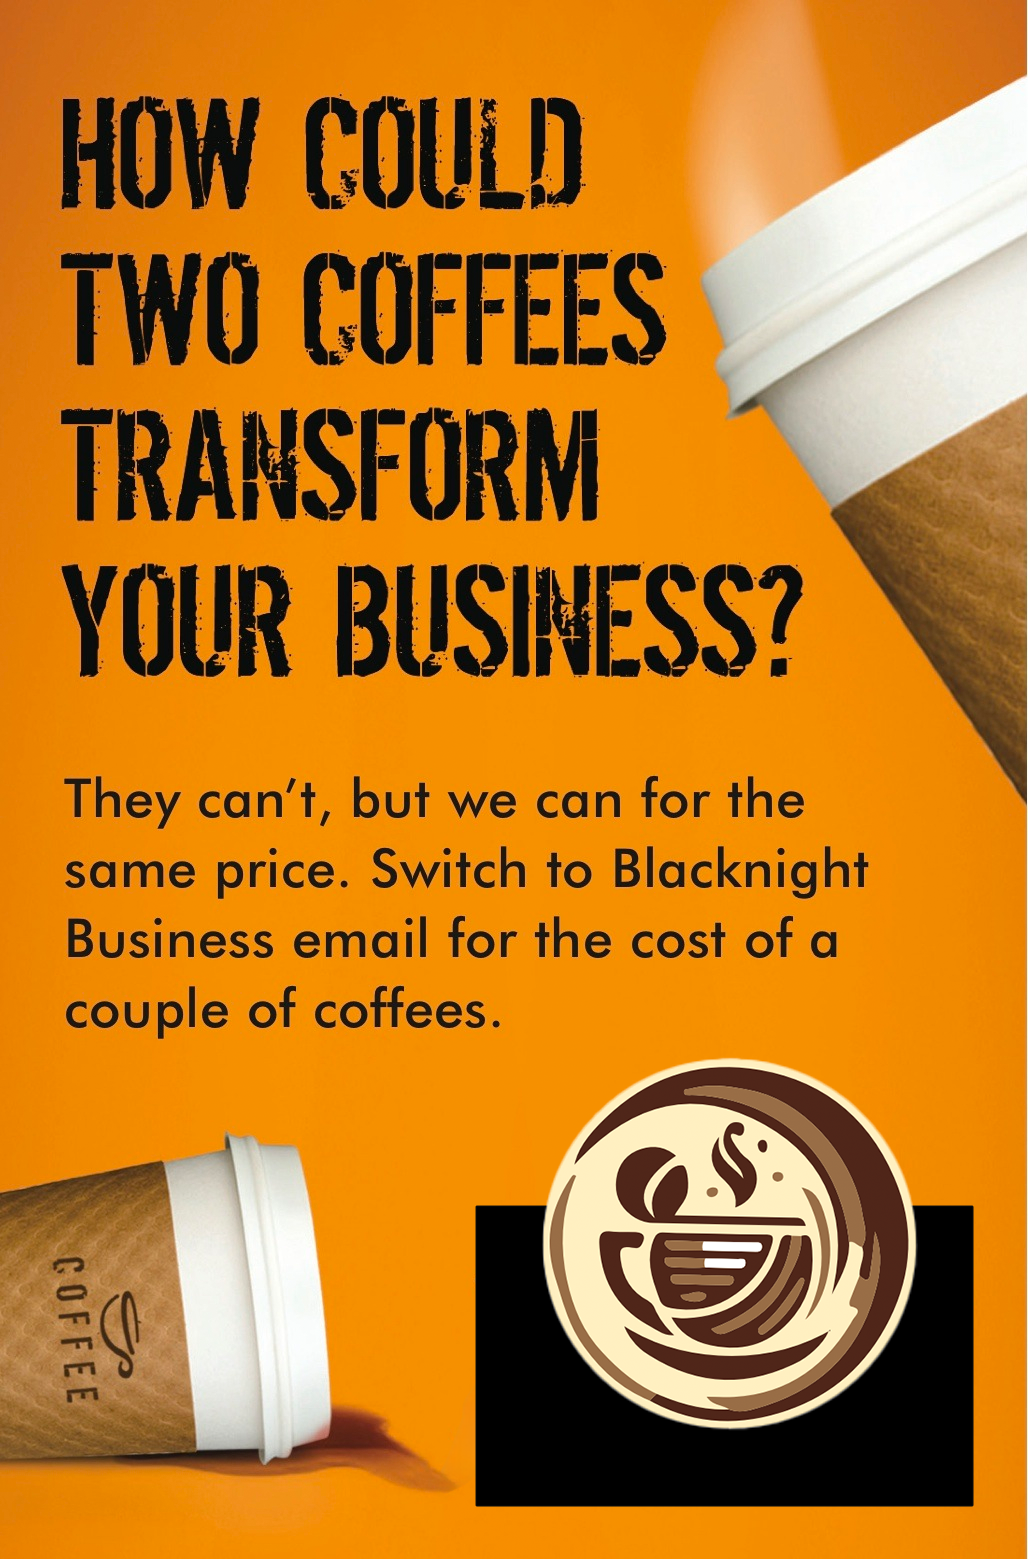 HOW COULD
TWO COFFEES
TRANSFORM
YOUR BUSINESS?
They can’t, but we can for the
same price. Switch to Blacknight
Business email for the cost of a
couple of coffees.
COFFEE